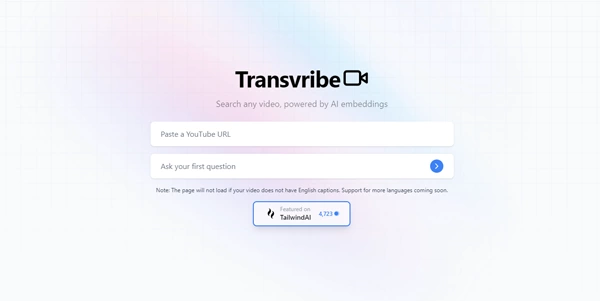 Transvribe
Search any video, powered by AI embeddings
Paste a YouTube URL
Ask your first question
Note: The page will not load if your video does not have English captions. Support for more languages coming soon.
Featured on
TailwindAI
4,723